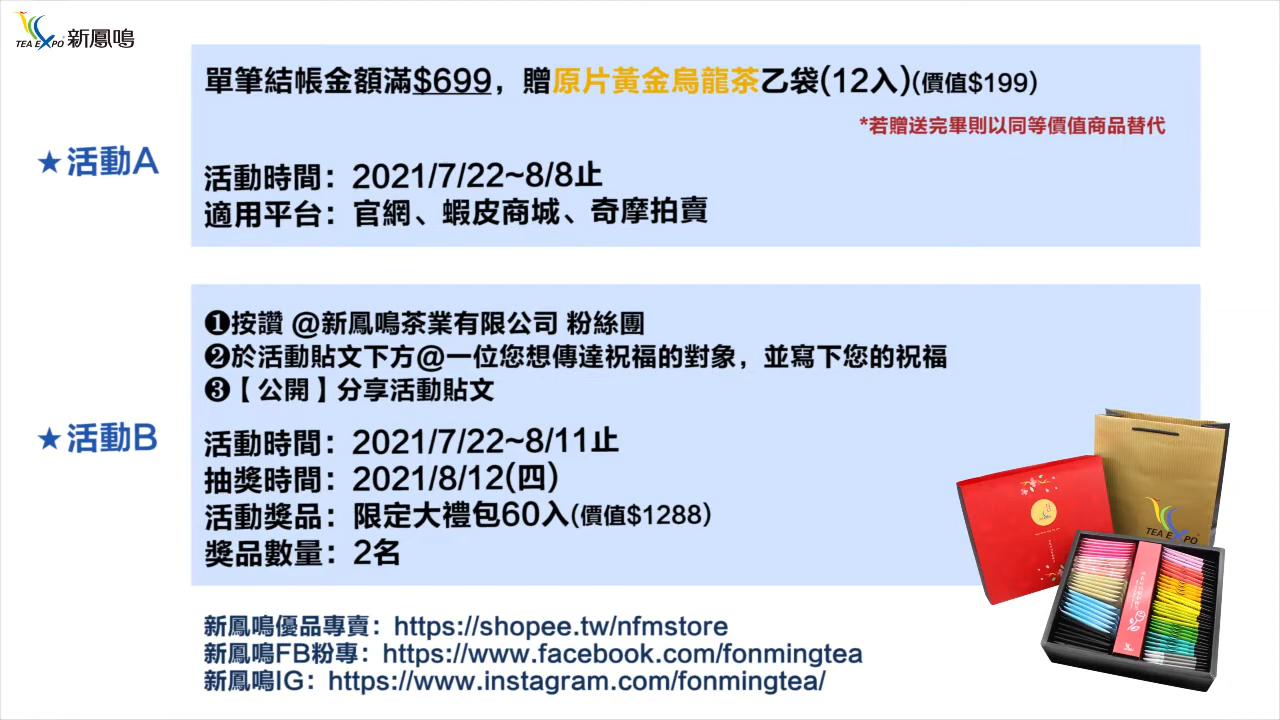 TEA EXPO 新鳳鳴
單筆結帳金額滿$699，贈原片黃金烏龍茶乙袋(12入)(價值$199)
*若贈送完畢則以同等價值商品替代
★活動A
活動時間：2021/7/22~8/8止
適用平台：官網、蝦皮商城、奇摩拍賣
❶按讚 @新鳳鳴茶業有限公司 粉絲團
❷於活動貼文下方@一位您想傳達祝福的對象，並寫下您的祝福
❸【公開】分享活動貼文
★活動B
活動時間：2021/7/22~8/11止
抽獎時間：2021/8/12(四)
活動獎品：限定大禮包60入(價值$1288)
獎品數量：2名
TEA EXPO
新鳳鳴優品專賣：https://shopee.tw/nfmstore
新鳳鳴FB粉專：https://www.facebook.com/fonmingtea
新鳳鳴IG：https://www.instagram.com/fonmingtea/